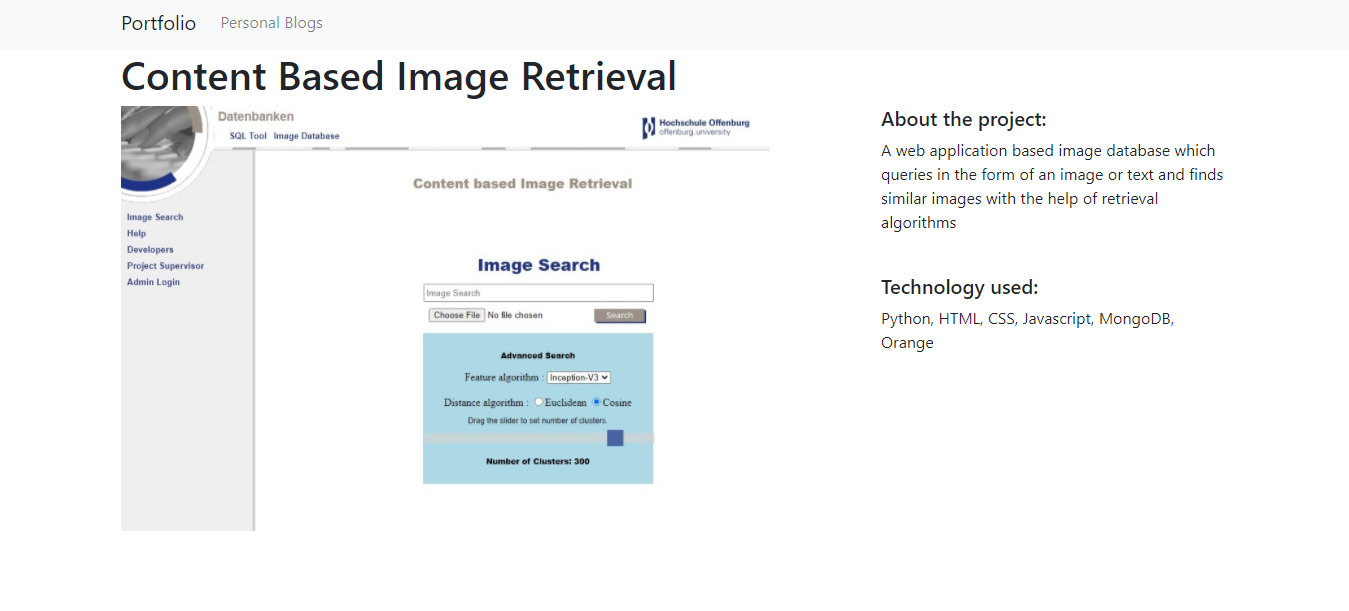 Portfolio Personal Blogs
Content Based Image Retrieval
Datenbanken
SQL Tool Image Database
Hochschule Offenburg
offenburg.university
Content based Image Retrieval
Image Search
Help
Developers
Project Supervisor
Admin Login
Image Search
Image Search
Choose File No file chosen Search
Advanced Search
Feature algorithm : Inception-V3
Distance algorithm : Euclidean Cosine
Drag the slider to set number of clusters.
Number of Clusters: 300
About the project:
A web application based image database which
queries in the form of an image or text and finds
similar images with the help of retrieval
algorithms
Technology used:
Python, HTML, CSS, Javascript, MongoDB,
Orange